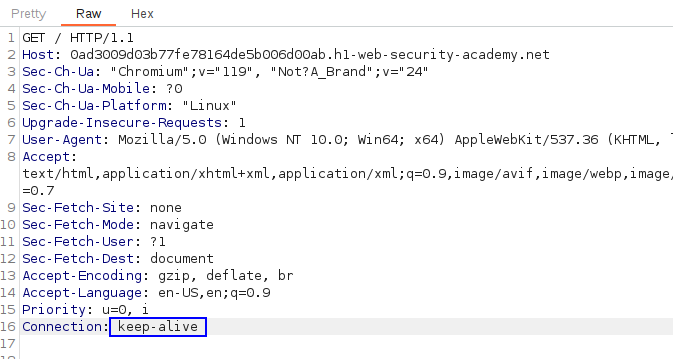 Pretty Raw Hex
1 GET / HTTP/1.1
2 Host: 0ad3009d03b77fe78164de5b006d00ab.h1-web-security-academy.net
3 Sec-Ch-Ua: "Chromium";v="119", "Not?A_Brand";v="24"
4 Sec-Ch-Ua-Mobile: ?0
5 Sec-Ch-Ua-Platform: "Linux"
6 Upgrade-Insecure-Requests: 1
7 User-Agent: Mozilla/5.0 (Windows NT 10.0; Win64; x64) AppleWebKit/537.36 (KHTML,
8 Accept:
text/html,application/xhtml+xml,application/xml;q=0.9,image/avif,image/webp,image/
=0.7
9 Sec-Fetch-Site: none
10 Sec-Fetch-Mode: navigate
11 Sec-Fetch-User: ?1
12 Sec-Fetch-Dest: document
13 Accept-Encoding: gzip, deflate, br
14 Accept-Language: en-US,en;q=0.9
15 Priority: u=0, i
16 Connection: keep-alive
17